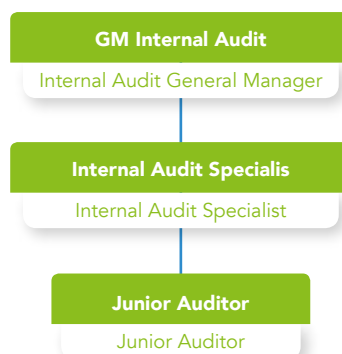 GM Internal Audit
Internal Audit General Manager
Internal Audit Specialis
Internal Audit Specialist
Junior Auditor
Junior Auditor